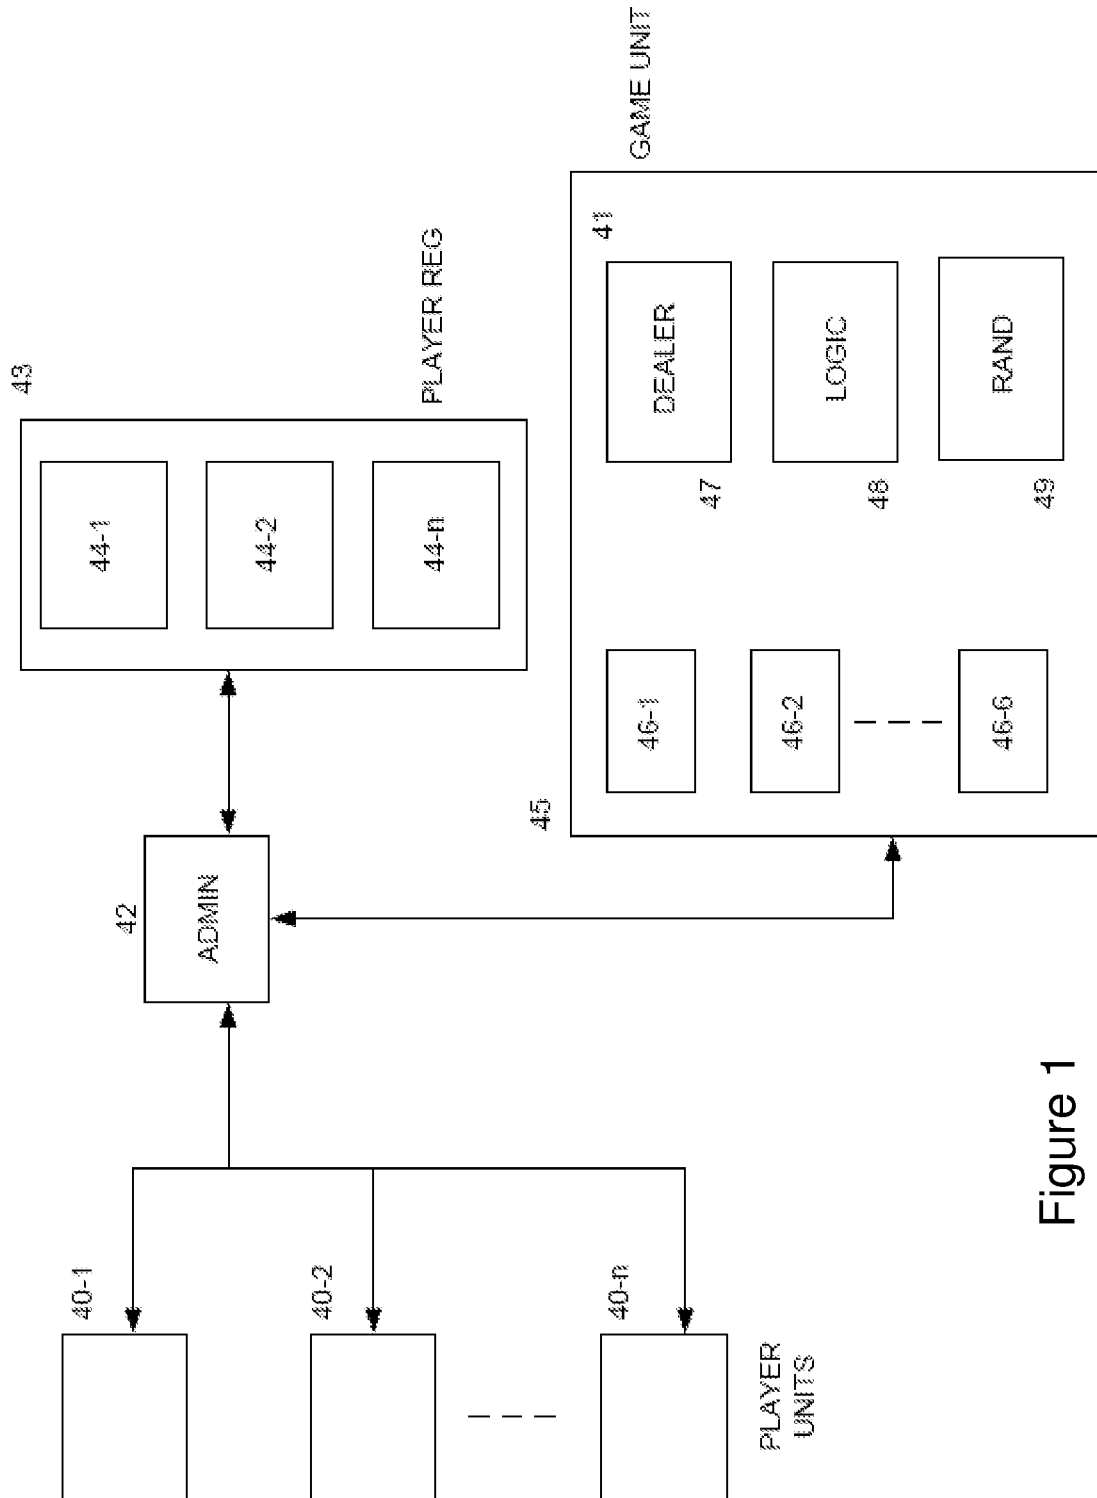 PLAYER
UNITS
40-1
40-2
40-n
42
ADMIN
43
44-1
44-2
44-n
PLAYER REG
45
46-1
46-2
46-6
41
DEALER
47
LOGIC
48
RAND
49
GAME UNIT
Figure 1